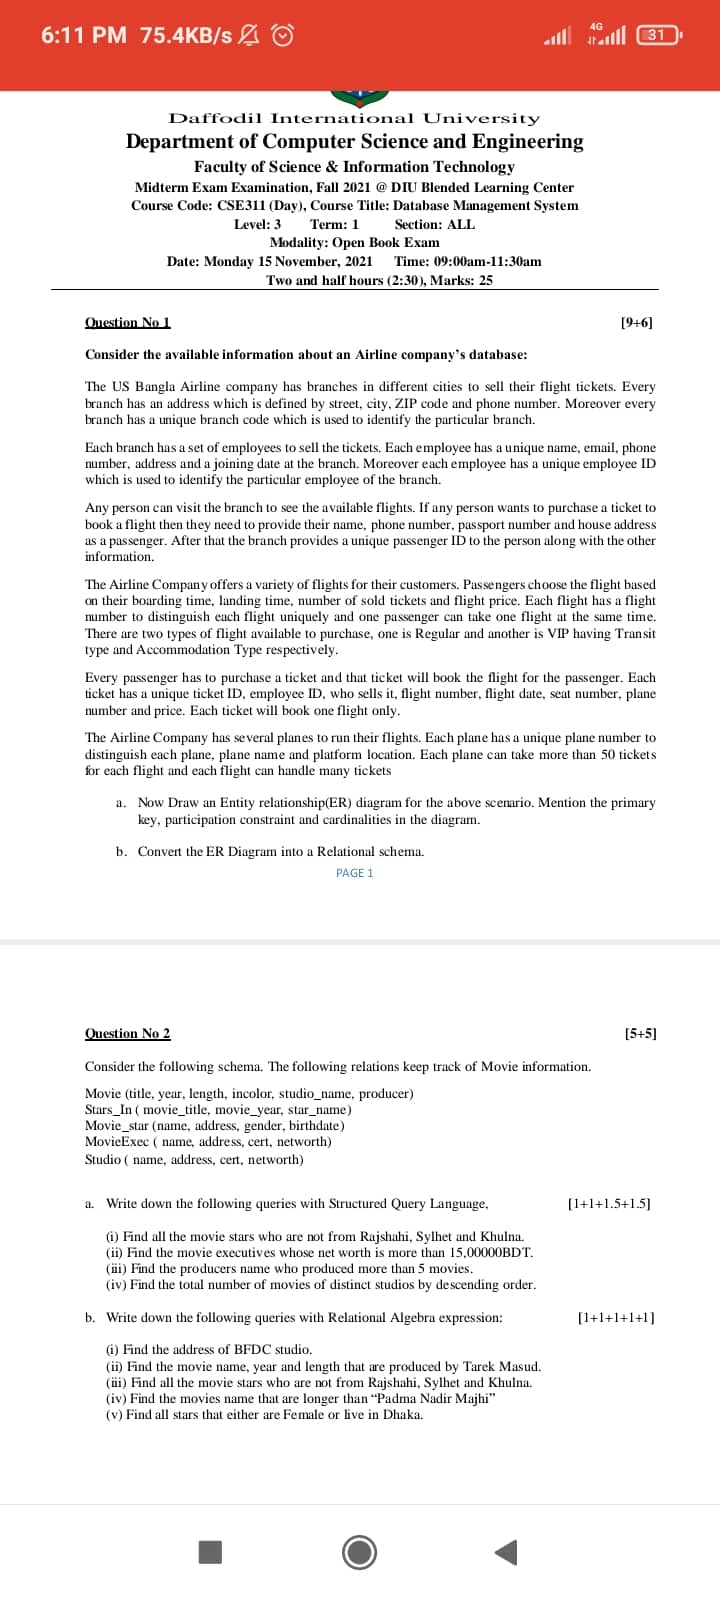 6:11 PM 75.4KB/s
4G
31
Daffodil International University
Department of Computer Science and Engineering
Faculty of Science & Information Technology
Midterm Exam Examination, Fall 2021 @ DIU Blended Learning Center
Course Code: CSE311 (Day), Course Title: Database Management System
Level: 3 Term: 1 Section: ALL
Modality: Open Book Exam
Date: Monday 15 November, 2021 Time: 09:00am-11:30am
Two and half hours (2:30), Marks: 25
Question No 1 [9+6]
Consider the available information about an Airline company's database:
The US Bangla Airline company has branches in different cities to sell their flight tickets. Every
branch has an address which is defined by street, city, ZIP code and phone number. Moreover every
branch has a unique branch code which is used to identify the particular branch.
Each branch has a set of employees to sell the tickets. Each employee has a unique name, email, phone
number, address and a joining date at the branch. Moreover each employee has a unique employee ID
which is used to identify the particular employee of the branch.
Any person can visit the branch to see the available flights. If any person wants to purchase a ticket to
book a flight then they need to provide their name, phone number, passport number and house address
as a passenger. After that the branch provides a unique passenger ID to the person along with the other
information.
The Airline Company offers a variety of flights for their customers. Passengers choose the flight based
on their boarding time, landing time, number of sold tickets and flight price. Each flight has a flight
number to distinguish each flight uniquely and one passenger can take one flight at the same time.
There are two types of flight available to purchase, one is Regular and another is VIP having Transit
type and Accommodation Type respectively.
Every passenger has to purchase a ticket and that ticket will book the flight for the passenger. Each
ticket has a unique ticket ID, employee ID, who sells it, flight number, flight date, seat number, plane
number and price. Each ticket will book one flight only.
The Airline Company has several planes to run their flights. Each plane has a unique plane number to
distinguish each plane, plane name and platform location. Each plane can take more than 50 tickets
for each flight and each flight can handle many tickets
a. Now Draw an Entity relationship(ER) diagram for the above scenario. Mention the primary
key, participation constraint and cardinalities in the diagram.
b. Convert the ER Diagram into a Relational schema.
PAGE 1
Question No 2 [5+5]
Consider the following schema. The following relations keep track of Movie information.
Movie (title, year, length, incolor, studio_name, producer)
Stars_In ( movie_title, movie_year, star_name)
Movie_star (name, address, gender, birthdate)
MovieExec ( name, address, cert, networth)
Studio ( name, address, cert, networth)
a. Write down the following queries with Structured Query Language, [1+1+1.5+1.5]
(i) Find all the movie stars who are not from Rajshahi, Sylhet and Khulna.
(ii) Find the movie executives whose net worth is more than 15,00000BDT.
(iii) Find the producers name who produced more than 5 movies.
(iv) Find the total number of movies of distinct studios by descending order.
b. Write down the following queries with Relational Algebra expression: [1+1+1+1+1]
(i) Find the address of BFDC studio.
(ii) Find the movie name, year and length that are produced by Tarek Masud.
(iii) Find all the movie stars who are not from Rajshahi, Sylhet and Khulna.
(iv) Find the movies name that are longer than “Padma Nadir Majhi”
(v) Find all stars that either are Female or live in Dhaka.